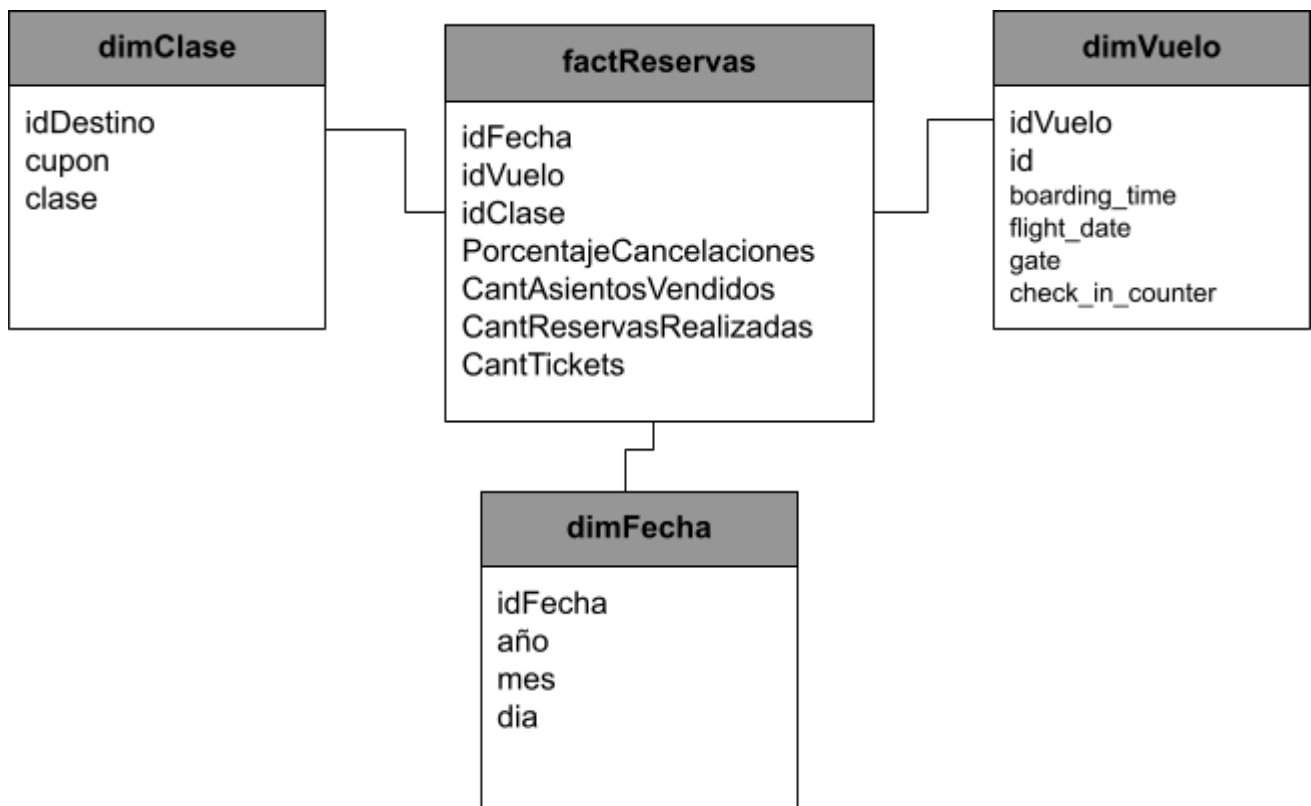 dimClase
idDestino
cupon
clase
factReservas
idFecha
idVuelo
idClase
PorcentajeCancelaciones
CantAsientosVendidos
CantReservasRealizadas
CantTickets
dimVuelo
idVuelo
id
boarding_time
flight_date
gate
check_in_counter
dimFecha
idFecha
año
mes
dia